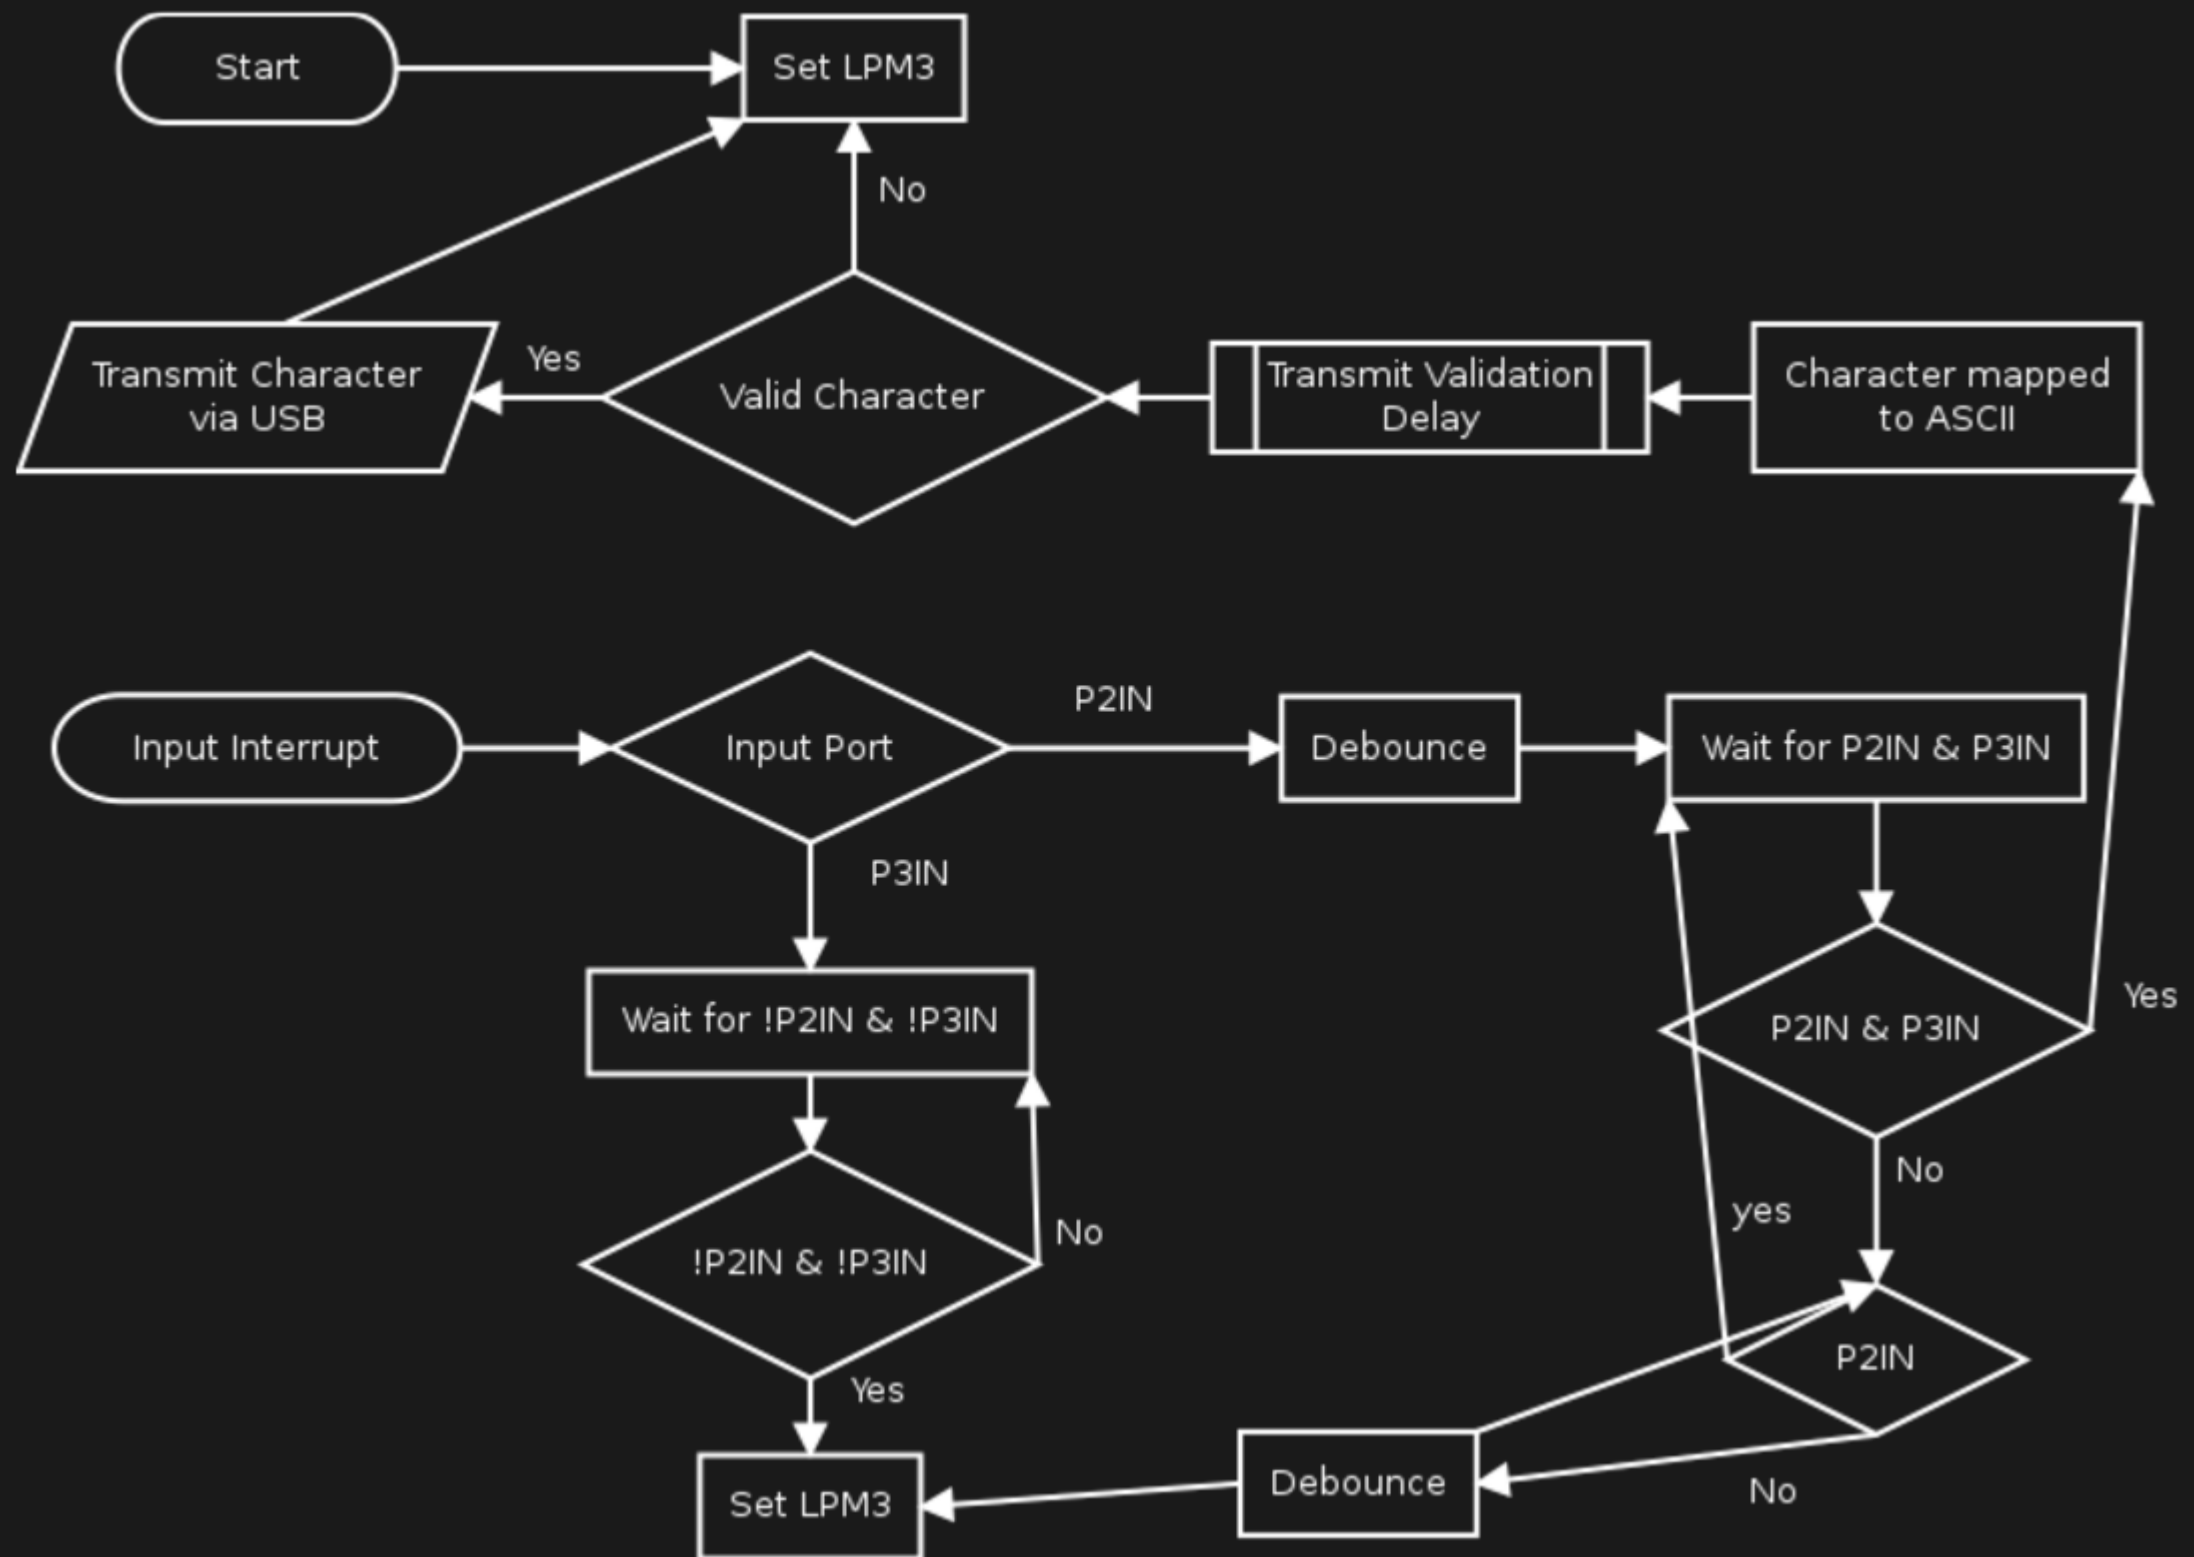 Start
Set LPM3
No
Transmit Character
via USB
Yes
Valid Character
Transmit Validation
Delay
Character mapped
to ASCII
Input Interrupt
Input Port
P2IN
Debounce
Wait for P2IN & P3IN
P3IN
Wait for !P2IN & !P3IN
P2IN & P3IN
Yes
No
yes
!P2IN & !P3IN
No
P2IN
Yes
Set LPM3
Debounce
No